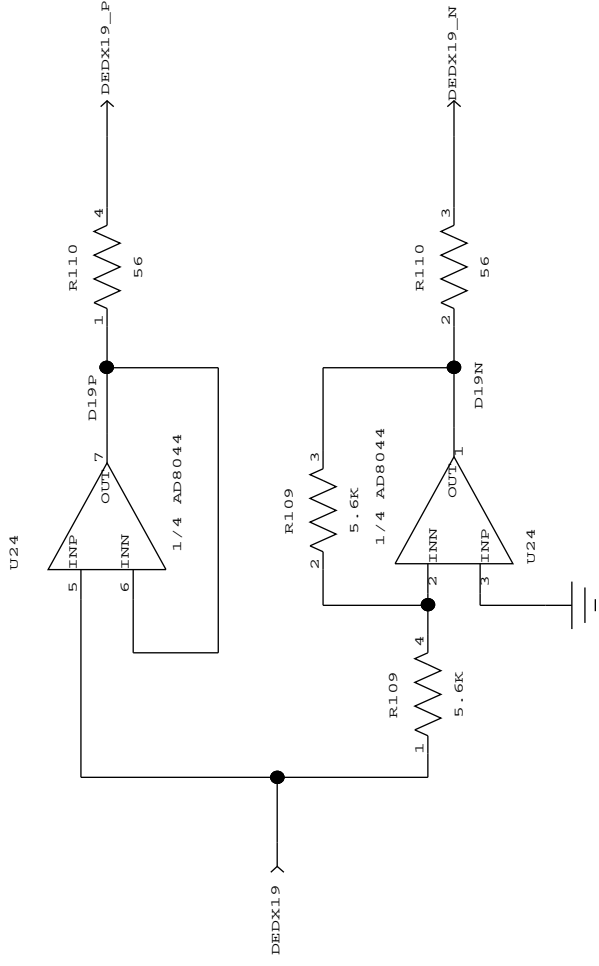 DEDX19_P
DEDX19_N
4
R110
56
1
3
R110
56
2
D19P
D19N
7
OUT
1/4 AD8044
U24
INP
INN
5
6
3
R109
5.6K
2
1/4 AD8044
1
OUT
INN
INP
U24
2
3
4
R109
5.6K
1
DEDX19